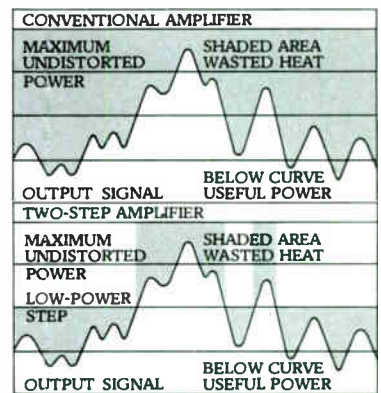 CONVENTIONAL AMPLIFIER
MAXIMUM
UNDISTORTED
POWER
SHADED AREA
WASTED HEAT
OUTPUT SIGNAL
BELOW CURVE
USEFUL POWER
TWO-STEP AMPLIFIER
MAXIMUM
UNDISTORTED
POWER
SHADED AREA
WASTED HEAT
LOW-POWER
STEP
OUTPUT SIGNAL
BELOW CURVE
USEFUL POWER